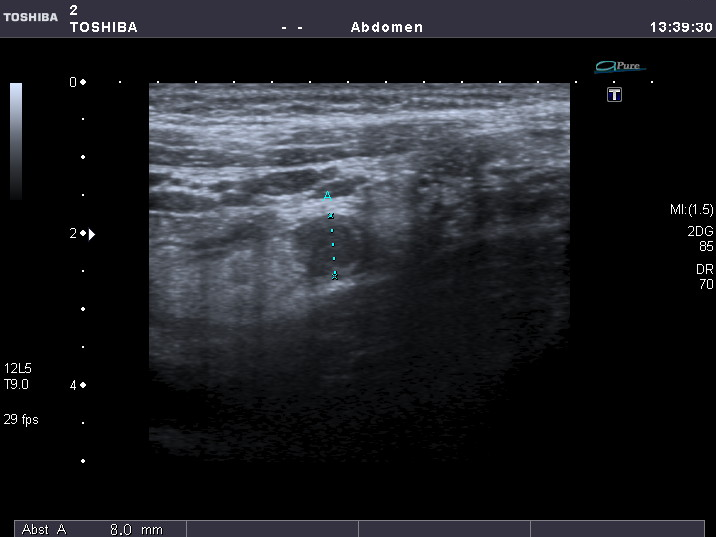 TOSHIBA
2
TOSHIBA - - Abdomen 13:39:30
aPure
T
0
A
MI:(1.5)
2
2DG
85
DR
70
12L5
T9.0
4
29 fps
Abst A 8.0 mm